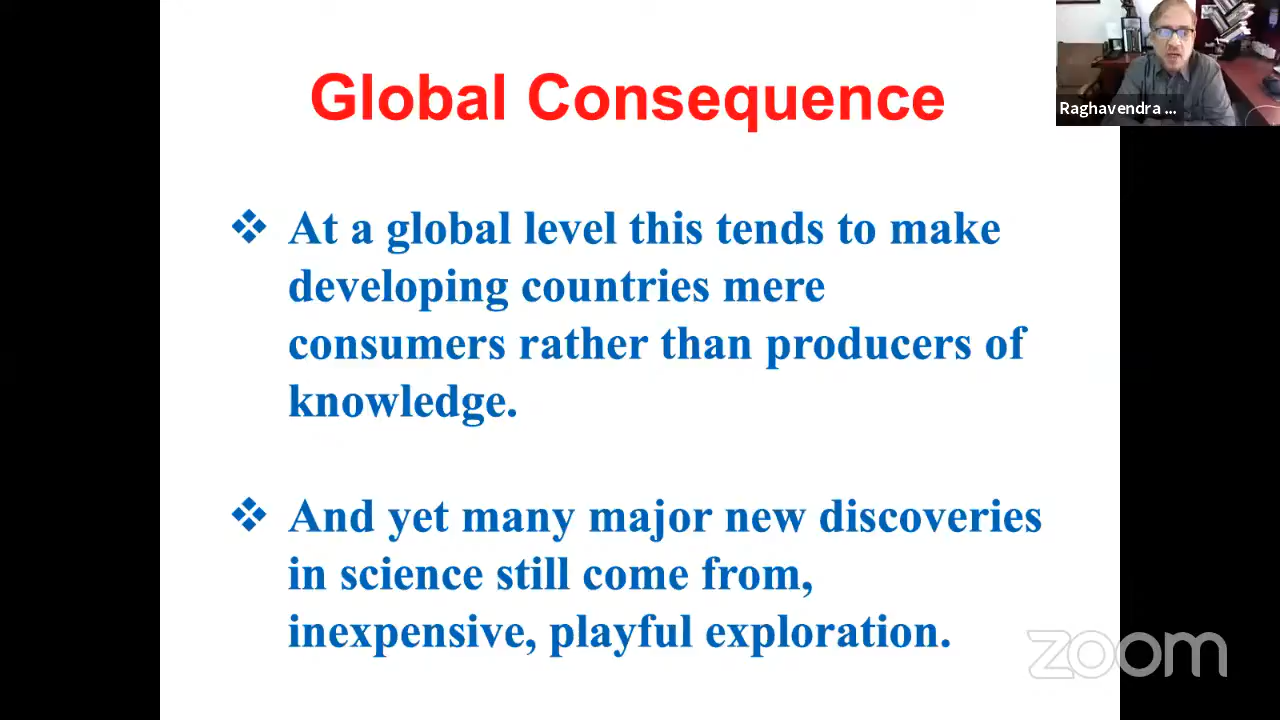 Global Consequence
Raghavendra ...
❖ At a global level this tends to make
developing countries mere
consumers rather than producers of
knowledge.
❖ And yet many major new discoveries
in science still come from,
inexpensive, playful exploration.
zoom